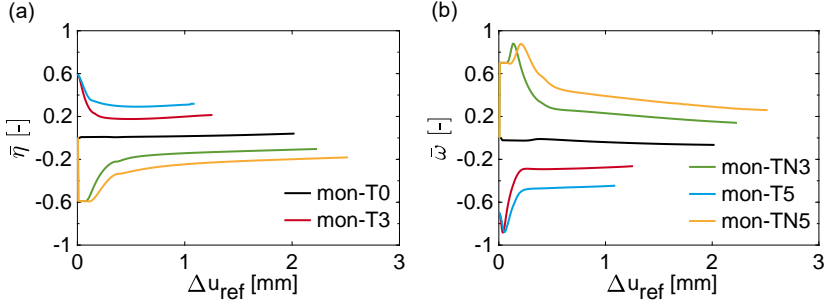 (a)
1
0.6
0.2
-0.2
-0.6
-1
η̄ [-]
0
1
2
3
Δu_ref [mm]
mon-T0
mon-T3
(b)
1
0.6
0.2
-0.2
-0.6
-1
ω̄ [-]
0
1
2
3
Δu_ref [mm]
mon-TN3
mon-T5
mon-TN5